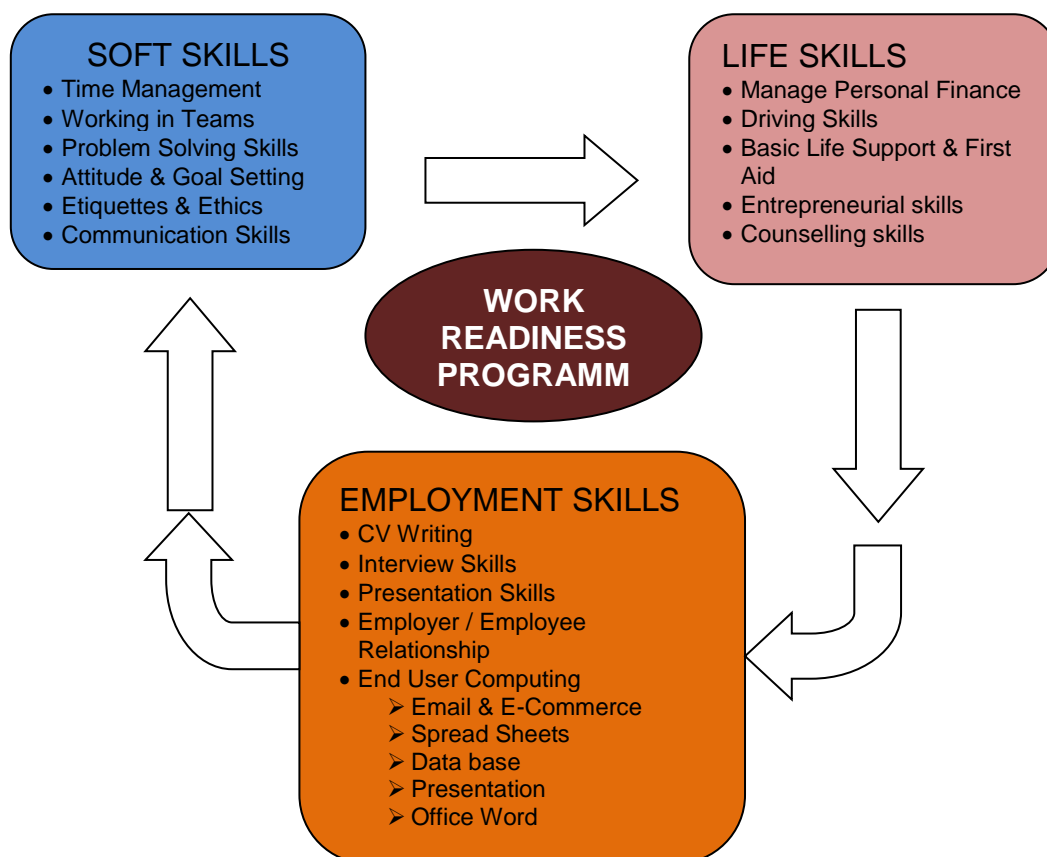 SOFT SKILLS
• Time Management
• Working in Teams
• Problem Solving Skills
• Attitude & Goal Setting
• Etiquettes & Ethics
• Communication Skills
LIFE SKILLS
• Manage Personal Finance
• Driving Skills
• Basic Life Support & First
Aid
• Entrepreneurial skills
• Counselling skills
WORK
READINESS
PROGRAMM
EMPLOYMENT SKILLS
• CV Writing
• Interview Skills
• Presentation Skills
• Employer / Employee
Relationship
• End User Computing
➢ Email & E-Commerce
➢ Spread Sheets
➢ Data base
➢ Presentation
➢ Office Word